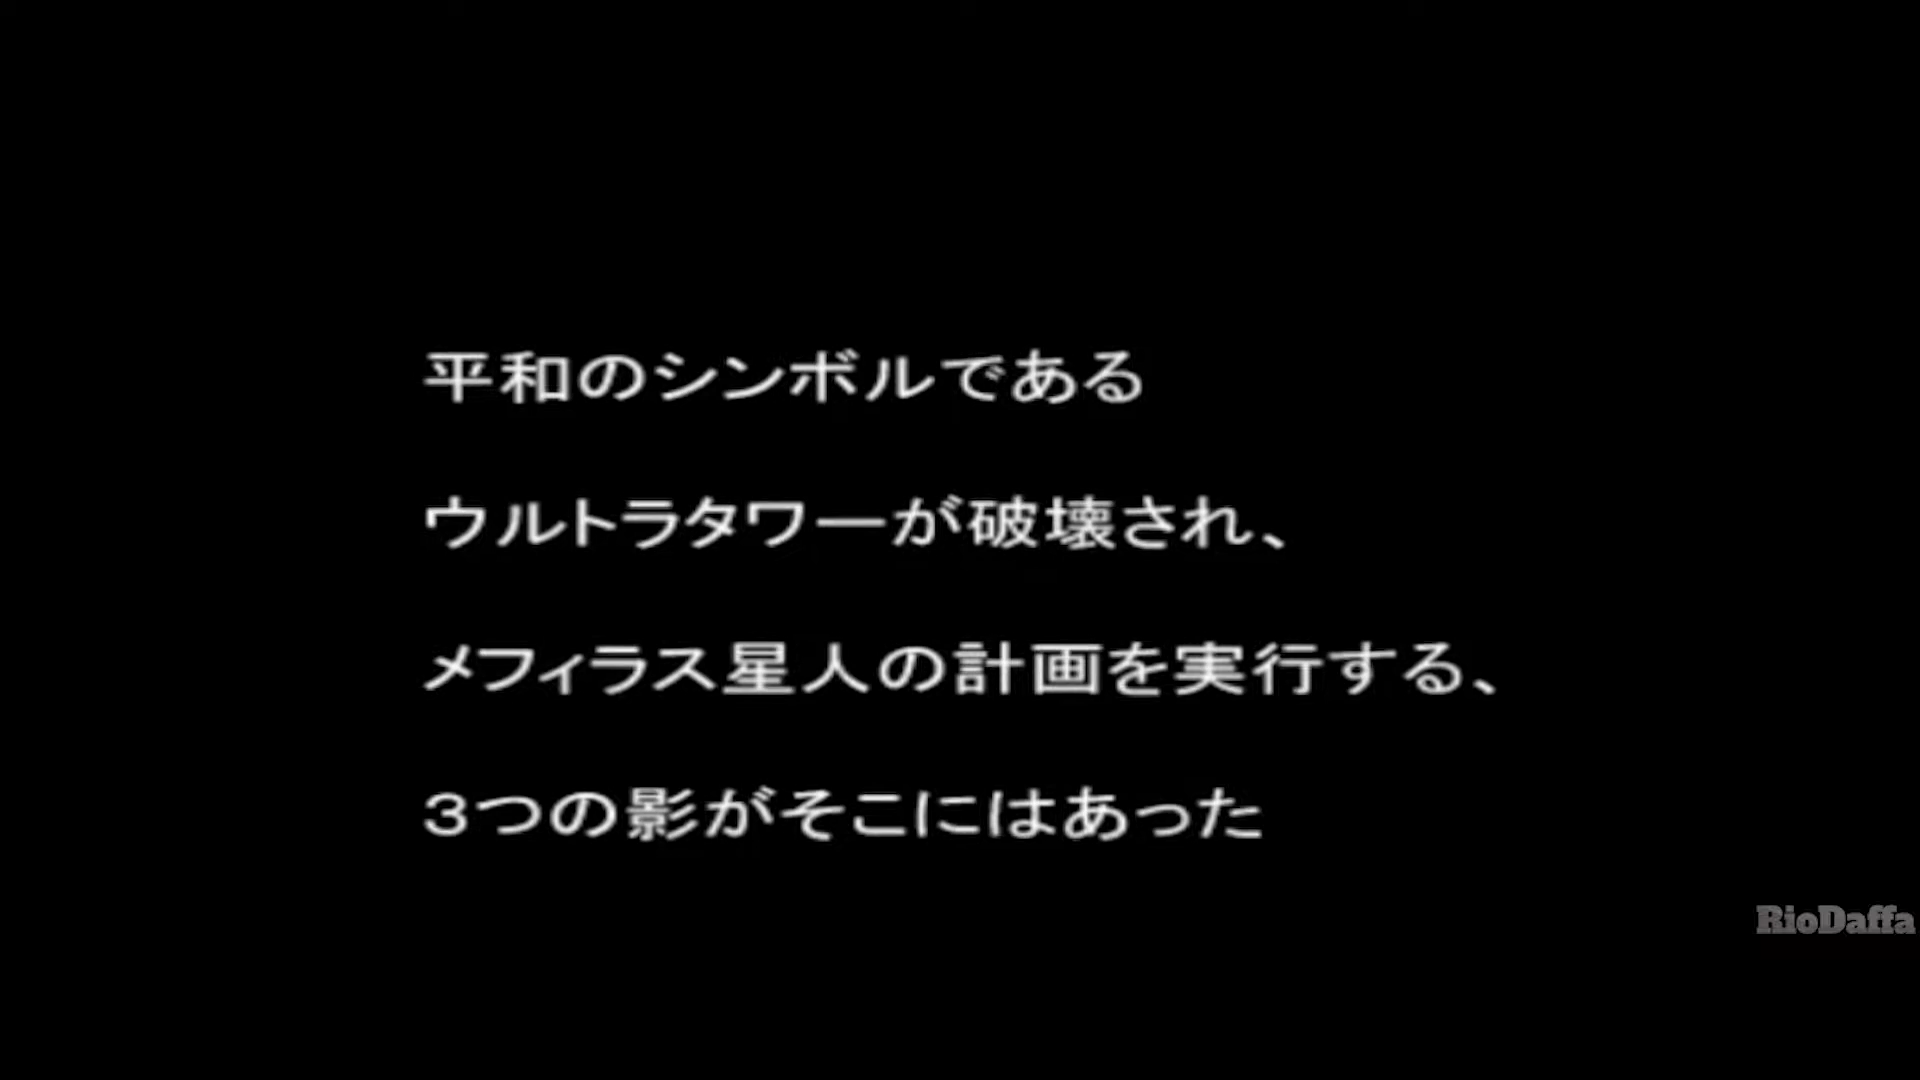 平和のシンボルである
ウルトラタワーが破壊され、
メフィラス星人の計画を実行する、
３つの影がそこにはあった
RioDaffa